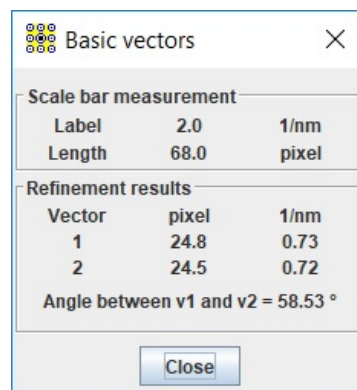 Basic vectors
Scale bar measurement
Label 2.0 1/nm
Length 68.0 pixel
Refinement results
Vector pixel 1/nm
1 24.8 0.73
2 24.5 0.72
Angle between v1 and v2 = 58.53 °
Close